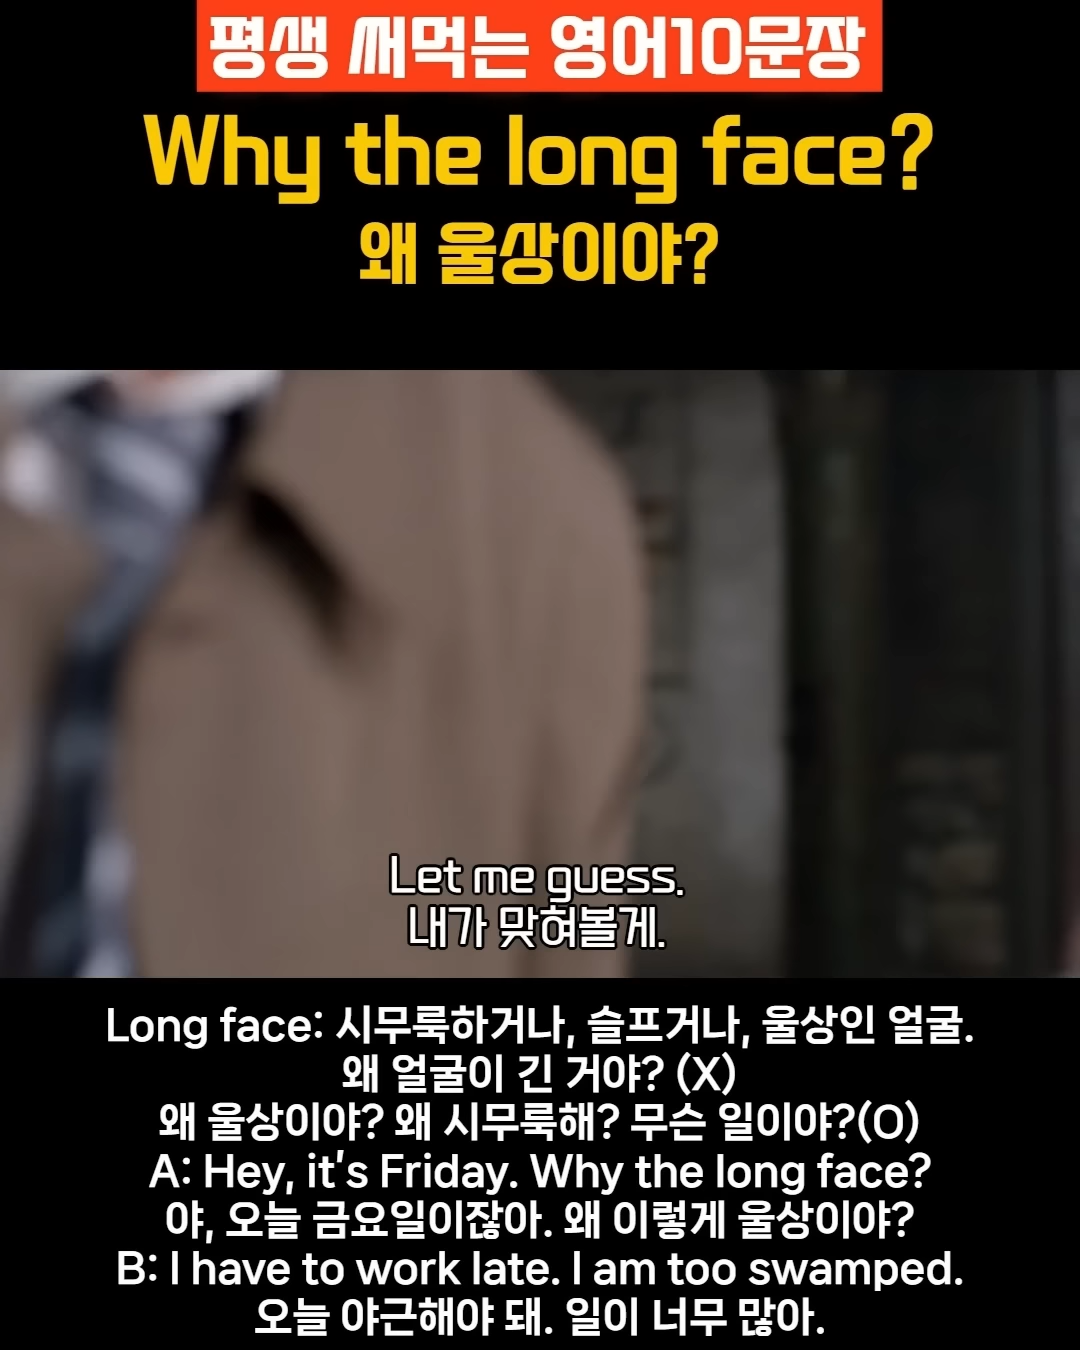 평생 써먹는 영어10문장
Why the long face?
왜 울상이야?
Let me guess.
내가 맞혀볼게.
Long face: 시무룩하거나, 슬프거나, 울상인 얼굴.
왜 얼굴이 긴 거야? (X)
왜 울상이야? 왜 시무룩해? 무슨 일이야?(O)
A: Hey, it's Friday. Why the long face?
야, 오늘 금요일이잖아. 왜 이렇게 울상이야?
B: I have to work late. I am too swamped.
오늘 야근해야 돼. 일이 너무 많아.